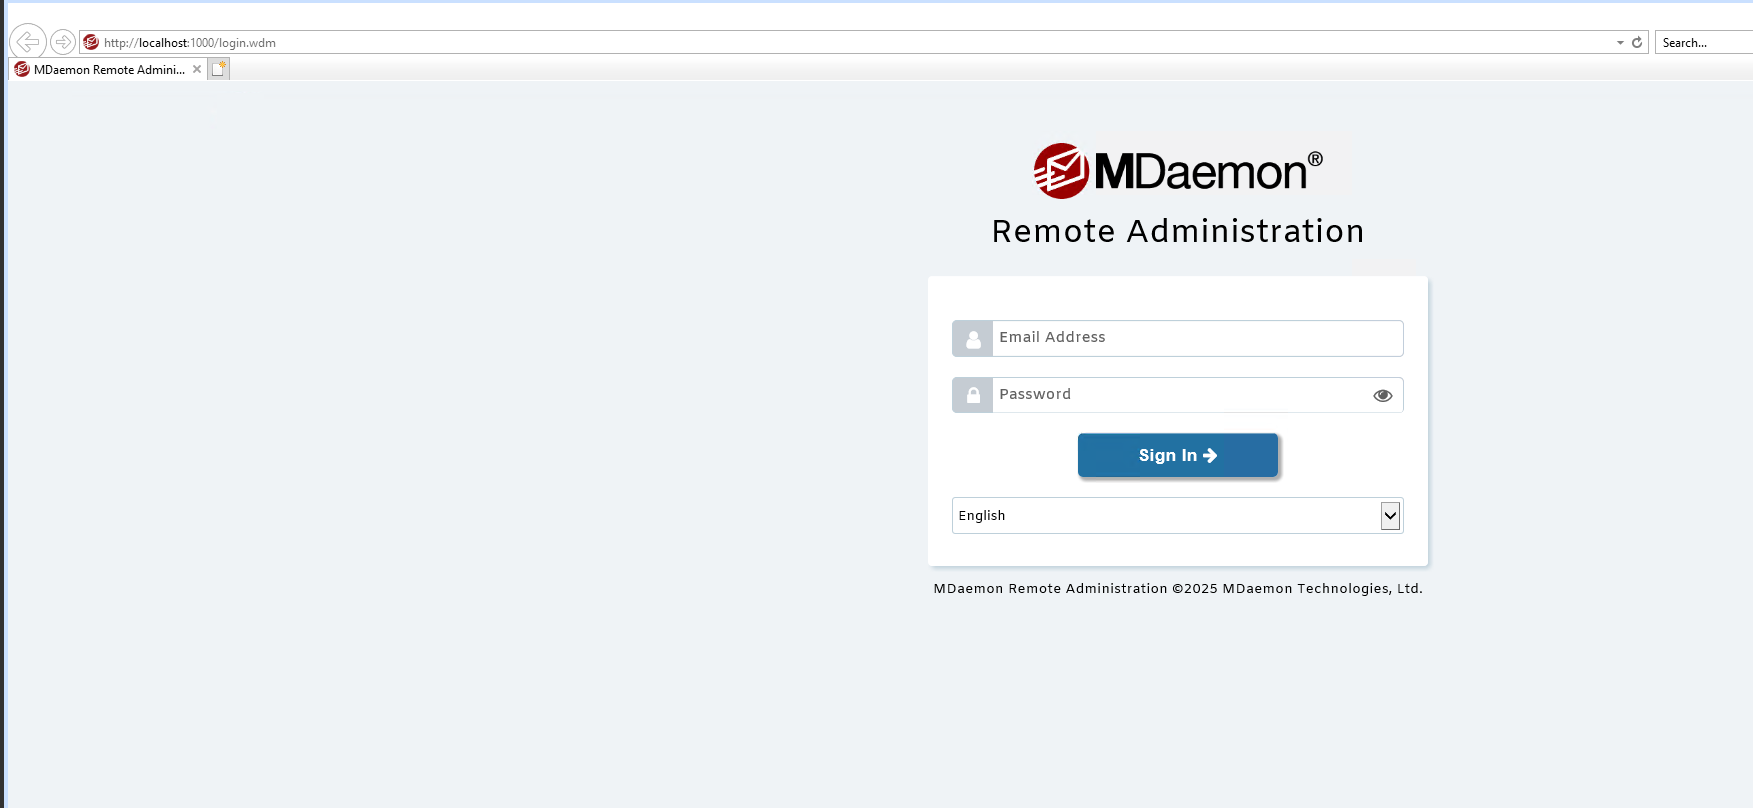 http://localhost:1000/login.wdm
Search...
MDaemon Remote Admini...
MDaemon®
Remote Administration
Email Address
Password
Sign In
English
MDaemon Remote Administration ©2025 MDaemon Technologies, Ltd.